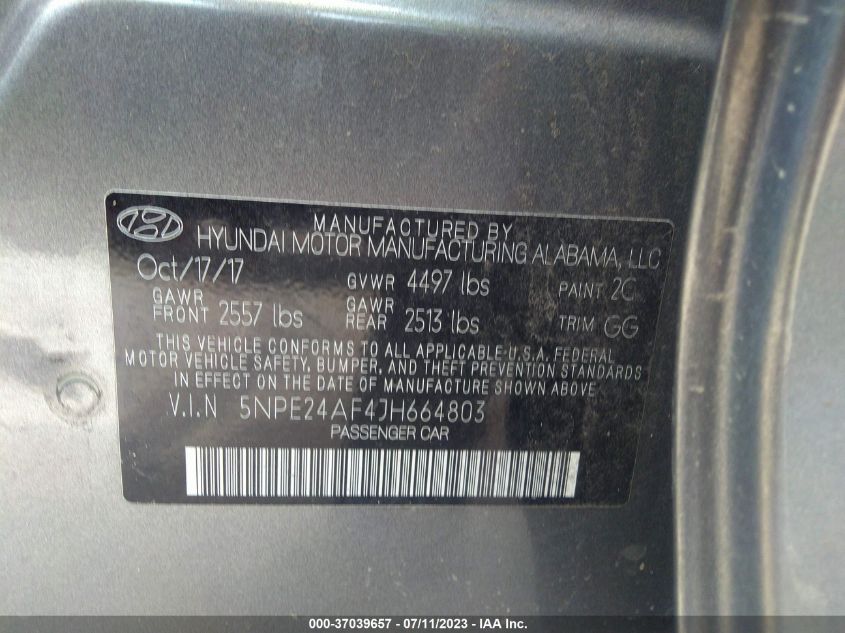 MANUFACTURED BY
HYUNDAI MOTOR MANUFACTURING ALABAMA, LLC
Oct/17/17 GVWR 4497 lbs PAINT 2C
GAWR FRONT 2557 lbs GAWR REAR 2513 lbs TRIM GG
THIS VEHICLE CONFORMS TO ALL APPLICABLE U.S.A. FEDERAL
MOTOR VEHICLE SAFETY, BUMPER, AND THEFT PREVENTION STANDARDS
IN EFFECT ON THE DATE OF MANUFACTURE SHOWN ABOVE.
V.I.N 5NPE24AF4JH664803
PASSENGER CAR
000-37039657 - 07/11/2023 - Copyright IAA, Inc.